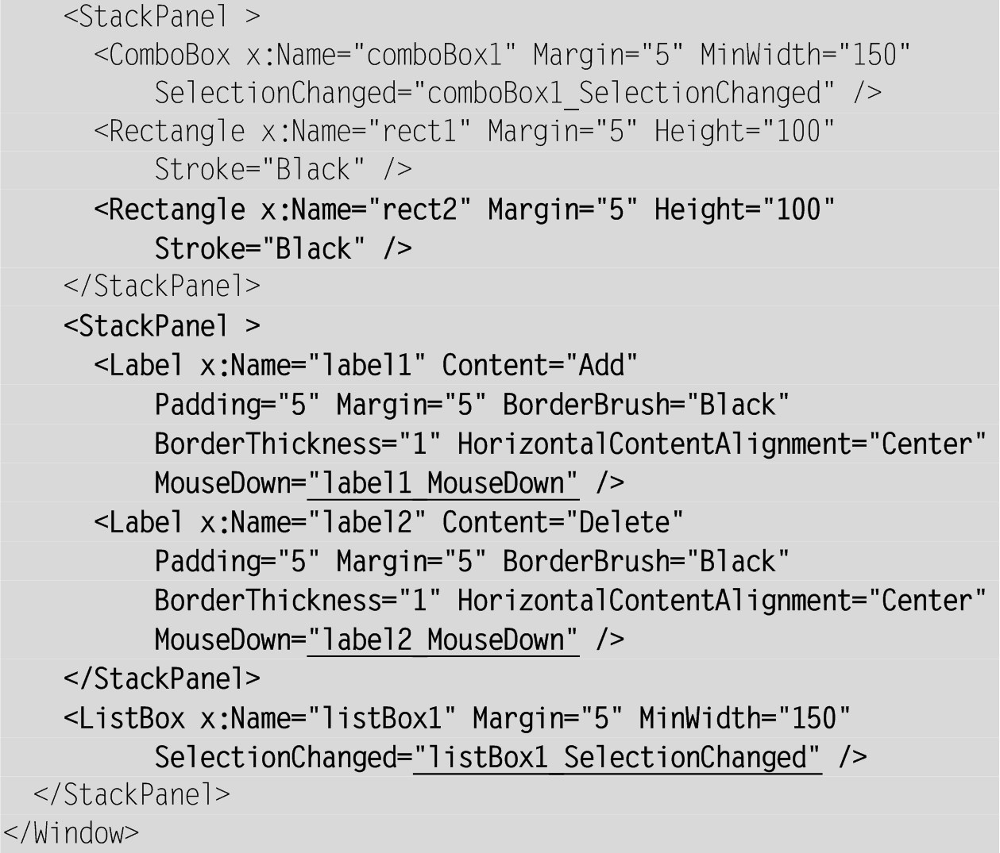 <StackPanel >
<ComboBox x:Name="comboBox1" Margin="5" MinWidth="150"
SelectionChanged="comboBox1_SelectionChanged" />
<Rectangle x:Name="rect1" Margin="5" Height="100"
Stroke="Black" />
<Rectangle x:Name="rect2" Margin="5" Height="100"
Stroke="Black" />
</StackPanel>
<StackPanel >
<Label x:Name="label1" Content="Add"
Padding="5" Margin="5" BorderBrush="Black"
BorderThickness="1" HorizontalContentAlignment="Center"
MouseDown="label1_MouseDown" />
<Label x:Name="label2" Content="Delete"
Padding="5" Margin="5" BorderBrush="Black"
BorderThickness="1" HorizontalContentAlignment="Center"
MouseDown="label2_MouseDown" />
</StackPanel>
<ListBox x:Name="listBox1" Margin="5" MinWidth="150"
SelectionChanged="listBox1_SelectionChanged" />
</StackPanel>
</Window>